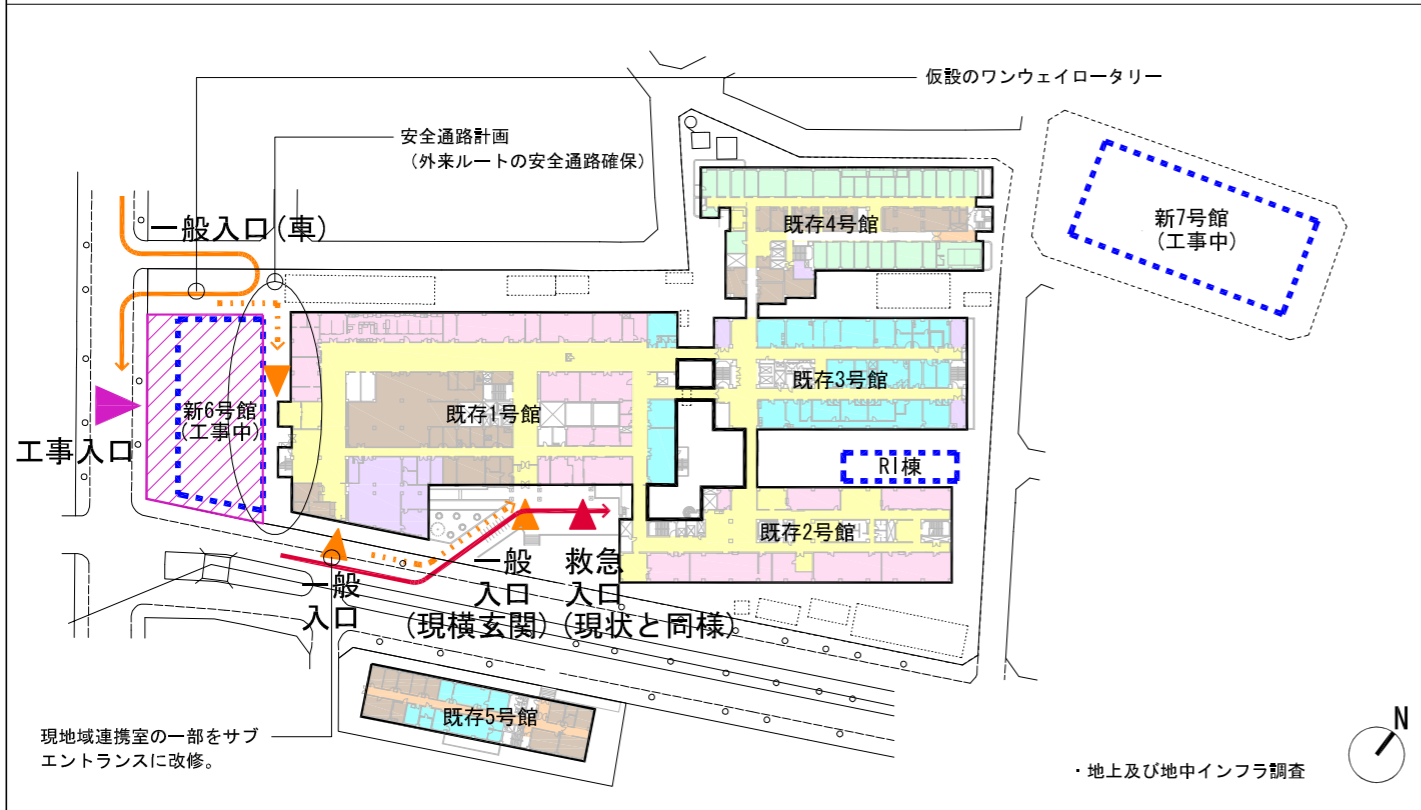 仮設のワンウェイロータリー
安全通路計画
（外来ルートの安全通路確保）
一般入口(車)
既存4号館
新7号館
(工事中)
既存3号館
新6号館
(工事中)
既存1号館
工事入口
RI棟
既存2号館
一般
入口
一般
入口
(現横玄関)
救急
入口
(現状と同様)
既存5号館
現地域連携室の一部をサブ
エントランスに改修。
・地上及び地中インフラ調査
N